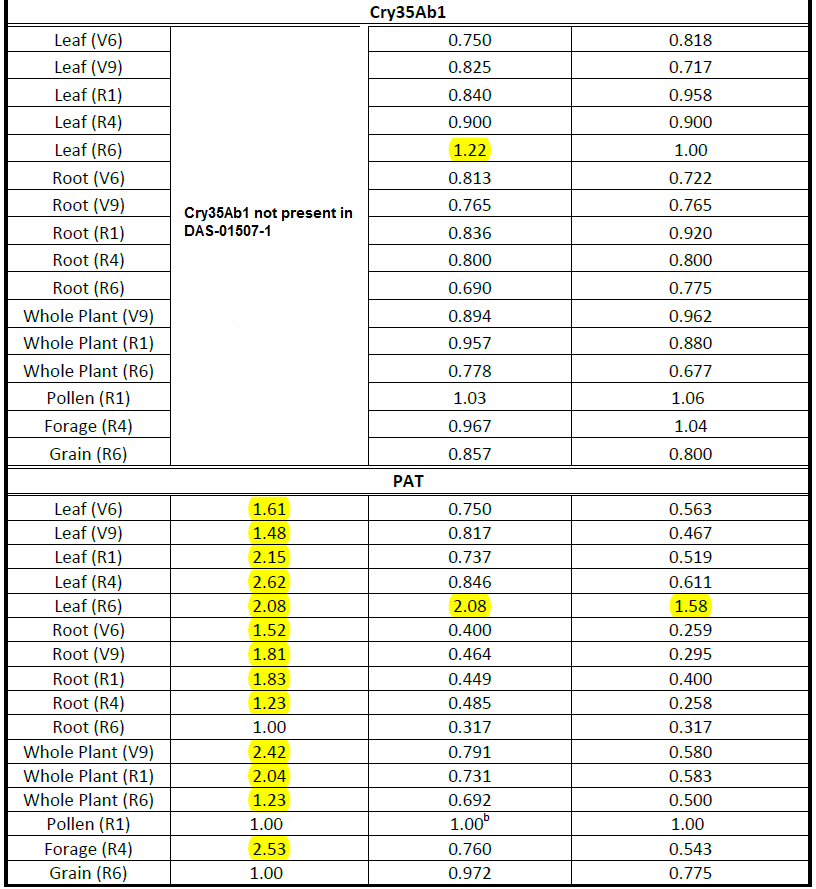 Cry35Ab1
Leaf (V6) 0.750 0.818
Leaf (V9) 0.825 0.717
Leaf (R1) 0.840 0.958
Leaf (R4) 0.900 0.900
Leaf (R6) 1.22 1.00
Root (V6) 0.813 0.722
Root (V9) 0.765 0.765
Cry35Ab1 not present in
DAS-01507-1
Root (R1) 0.836 0.920
Root (R4) 0.800 0.800
Root (R6) 0.690 0.775
Whole Plant (V9) 0.894 0.962
Whole Plant (R1) 0.957 0.880
Whole Plant (R6) 0.778 0.677
Pollen (R1) 1.03 1.06
Forage (R4) 0.967 1.04
Grain (R6) 0.857 0.800
PAT
Leaf (V6) 1.61 0.750 0.563
Leaf (V9) 1.48 0.817 0.467
Leaf (R1) 2.15 0.737 0.519
Leaf (R4) 2.62 0.846 0.611
Leaf (R6) 2.08 2.08 1.58
Root (V6) 1.52 0.400 0.259
Root (V9) 1.81 0.464 0.295
Root (R1) 1.83 0.449 0.400
Root (R4) 1.23 0.485 0.258
Root (R6) 1.00 0.317 0.317
Whole Plant (V9) 2.42 0.791 0.580
Whole Plant (R1) 2.04 0.731 0.583
Whole Plant (R6) 1.23 0.692 0.500
Pollen (R1) 1.00 1.00b 1.00
Forage (R4) 2.53 0.760 0.543
Grain (R6) 1.00 0.972 0.775